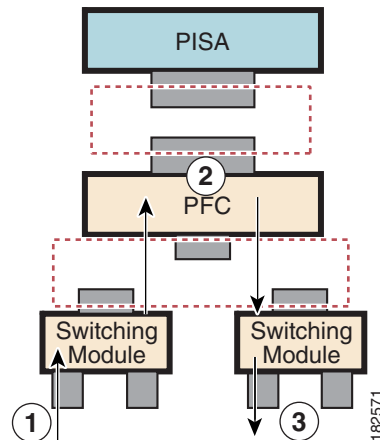 PISA
2
PFC
Switching
Module
Switching
Module
1
3
182571